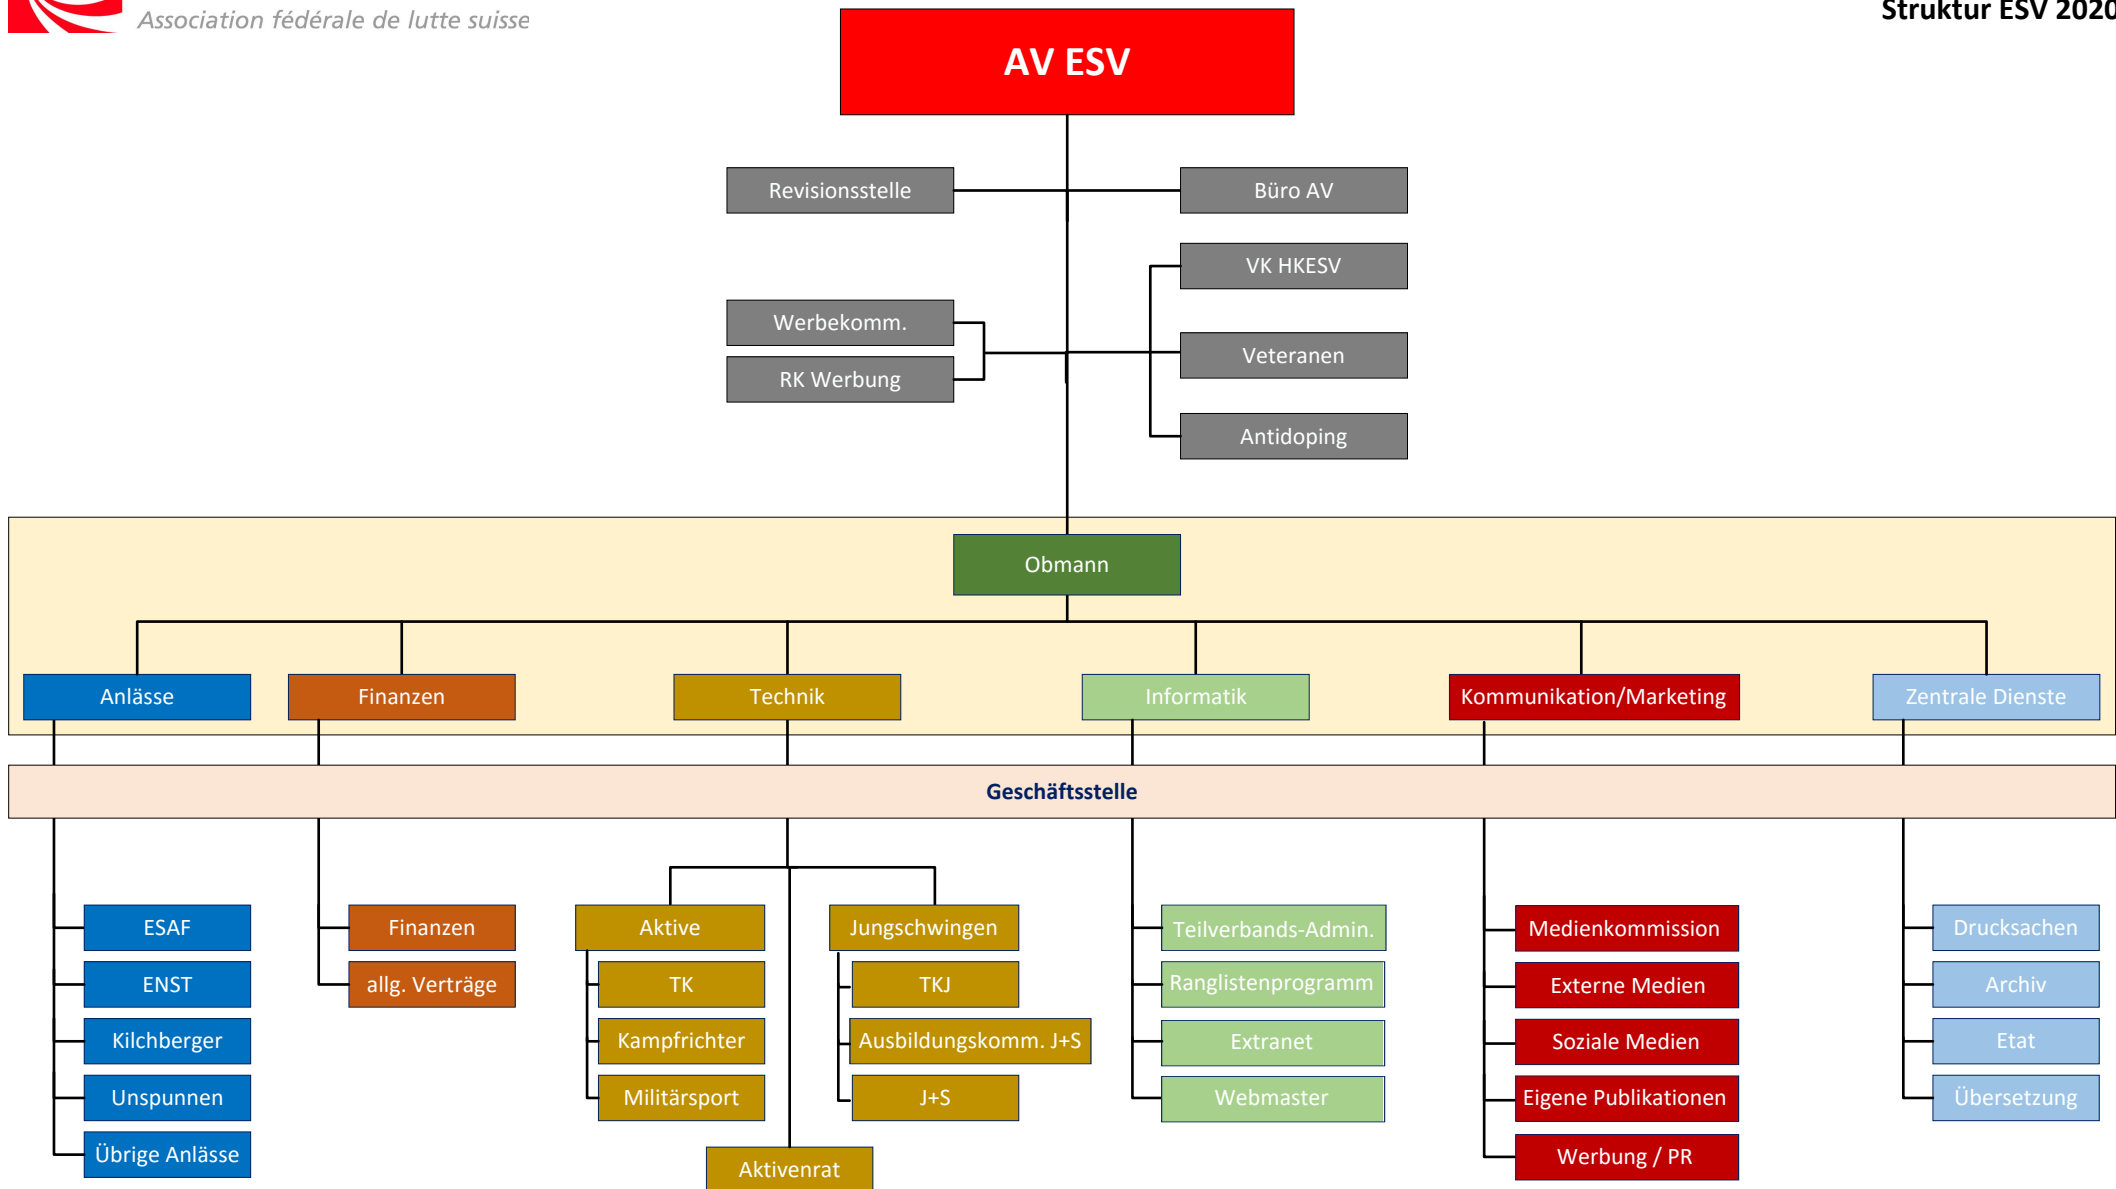 Association fédérale de lutte suisse
Struktur ESV 2020
AV ESV
Revisionsstelle
Büro AV
VK HKESV
Werbekomm.
Veteranen
RK Werbung
Antidoping
Obmann
Anlässe
Finanzen
Technik
Informatik
Kommunikation/Marketing
Zentrale Dienste
Geschäftsstelle
ESAF
ENST
Kilchberger
Unspunnen
Übrige Anlässe
Finanzen
allg. Verträge
Aktive
TK
Kampfrichter
Militärsport
Jungschwingen
TKJ
Ausbildungskomm. J+S
J+S
Aktivenrat
Teilverbands-Admin.
Ranglistenprogramm
Extranet
Webmaster
Medienkommission
Externe Medien
Soziale Medien
Eigene Publikationen
Werbung / PR
Drucksachen
Archiv
Etat
Übersetzung